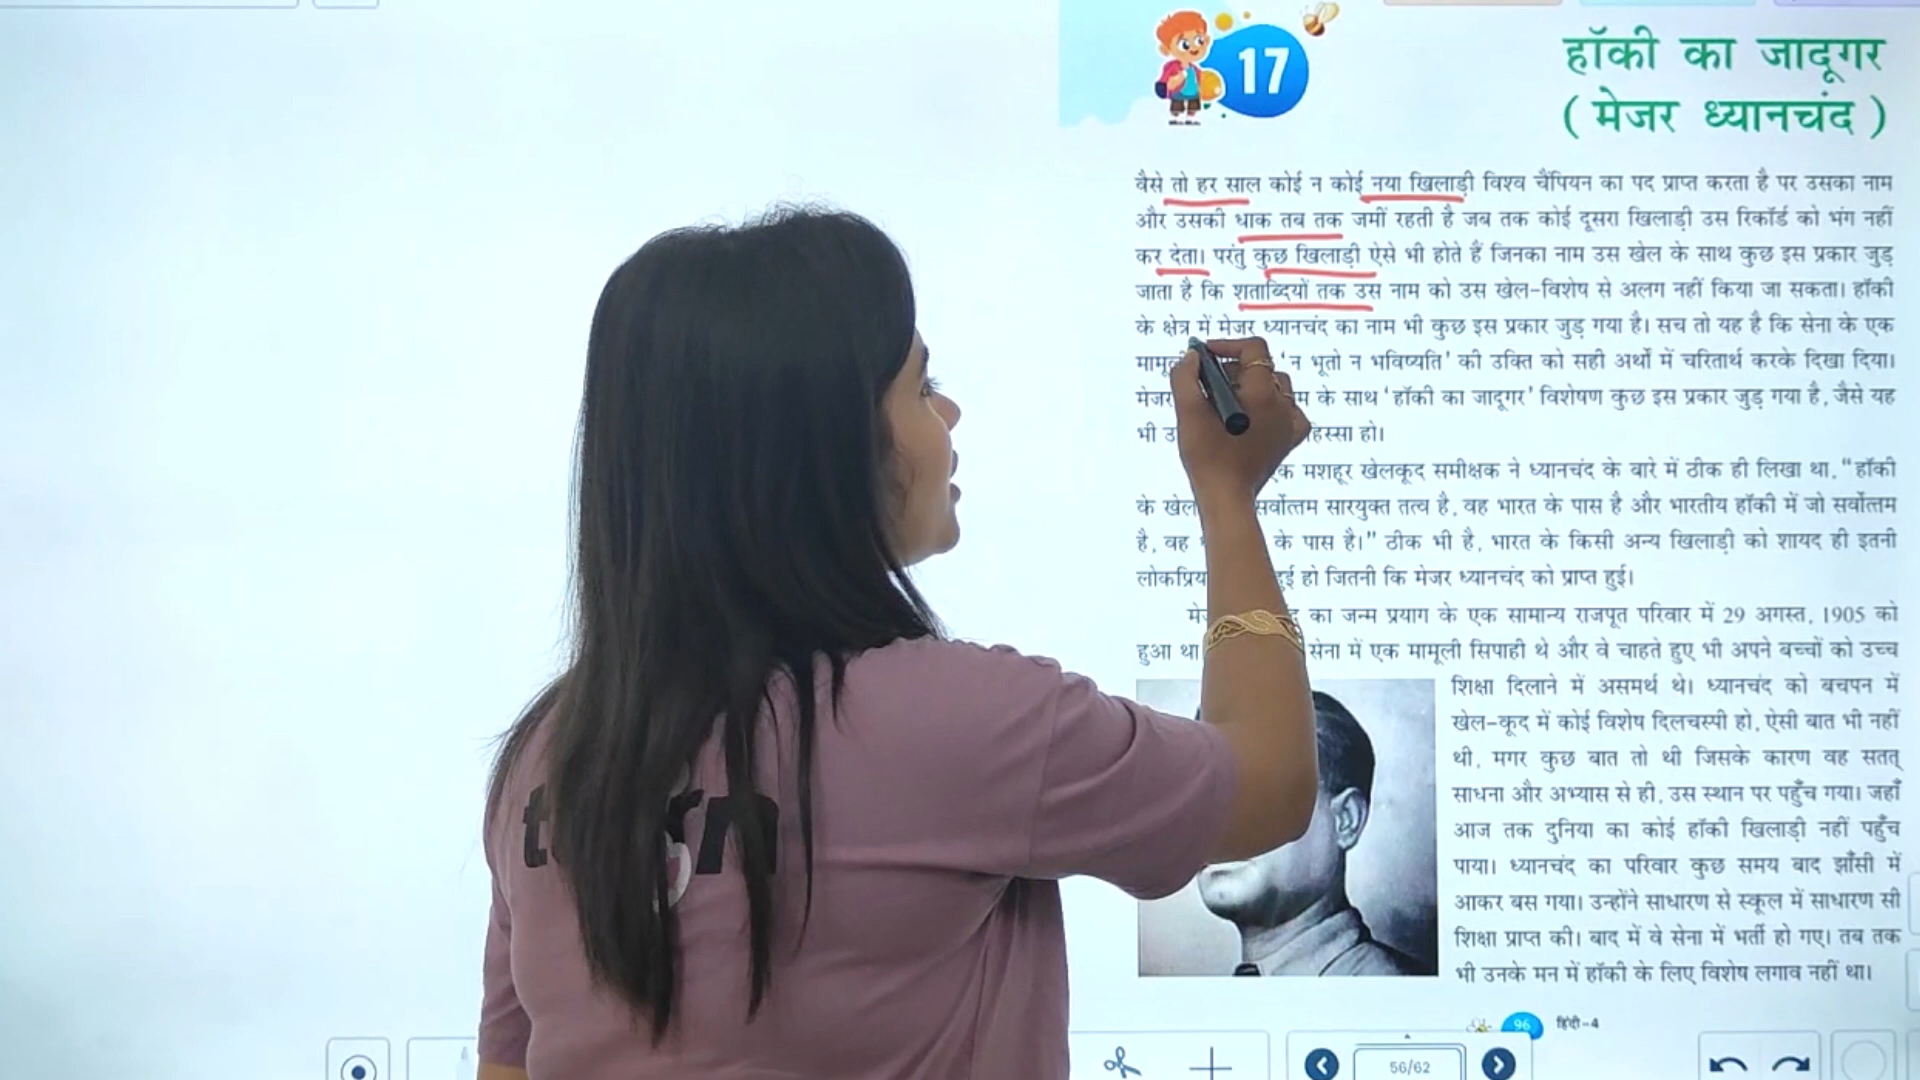 17
हॉकी का जादूगर
( मेजर ध्यानचंद )
वैसे तो हर साल कोई न कोई नया खिलाड़ी विश्व चैंपियन का पद प्राप्त करता है पर उसका नाम
और उसकी धाक तब तक जमीं रहती है जब तक कोई दूसरा खिलाड़ी उस रिकॉर्ड को भंग नहीं
कर देता। परंतु कुछ खिलाड़ी ऐसे भी होते हैं जिनका नाम उस खेल के साथ कुछ इस प्रकार जुड़
जाता है कि शताब्दियों तक उस नाम को उस खेल-विशेष से अलग नहीं किया जा सकता। हॉकी
के क्षेत्र में मेजर ध्यानचंद का नाम भी कुछ इस प्रकार जुड़ गया है। सच तो यह है कि सेना के एक
'न भूतो न भविष्यति' की उक्ति को सही अर्थों में चरितार्थ करके दिखा दिया।
मेजर के साथ 'हॉकी का जादूगर' विशेषण कुछ इस प्रकार जुड़ गया है, जैसे यह
भी हो।
मशहूर खेलकूद समीक्षक ने ध्यानचंद के बारे में ठीक ही लिखा था, "हॉकी
के खेल सर्वोत्तम सारयुक्त तत्व है, वह भारत के पास है और भारतीय हॉकी में जो सर्वोत्तम
है, वह के पास है।" ठीक भी है, भारत के किसी अन्य खिलाड़ी को शायद ही इतनी
हो जितनी कि मेजर ध्यानचंद को प्राप्त हुई।
का जन्म प्रयाग के एक सामान्य राजपूत परिवार में 29 अगस्त, 1905 को
हुआ था सेना में एक मामूली सिपाही थे और वे चाहते हुए भी अपने बच्चों को उच्च
शिक्षा दिलाने में असमर्थ थे। ध्यानचंद को बचपन में
खेल-कूद में कोई विशेष दिलचस्पी हो, ऐसी बात भी नहीं
थी, मगर कुछ बात तो थी जिसके कारण वह सतत्
साधना और अभ्यास से ही, उस स्थान पर पहुँच गया। जहाँ
आज तक दुनिया का कोई हॉकी खिलाड़ी नहीं पहुँच
पाया। ध्यानचंद का परिवार कुछ समय बाद झाँसी में
आकर बस गया। उन्होंने साधारण से स्कूल में साधारण सी
शिक्षा प्राप्त की। बाद में वे सेना में भर्ती हो गए। तब तक
भी उनके मन में हॉकी के लिए विशेष लगाव नहीं था।
96 हिंदी-4
56/62